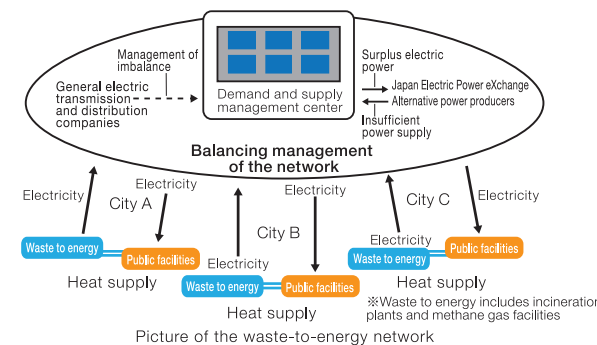 Management of
imbalance
General electric
transmission
and distribution
companies
Demand and supply
management center
Surplus electric
power
Japan Electric Power eXchange
Alternative power producers
Insufficient
power supply
Balancing management
of the network
Electricity
City A
Electricity
Waste to energy
Public facilities
Heat supply
Electricity
City B
Electricity
Waste to energy
Public facilities
Heat supply
Electricity
City C
Electricity
Waste to energy
Public facilities
Heat supply
※Waste to energy includes incineration
plants and methane gas facilities
Picture of the waste-to-energy network